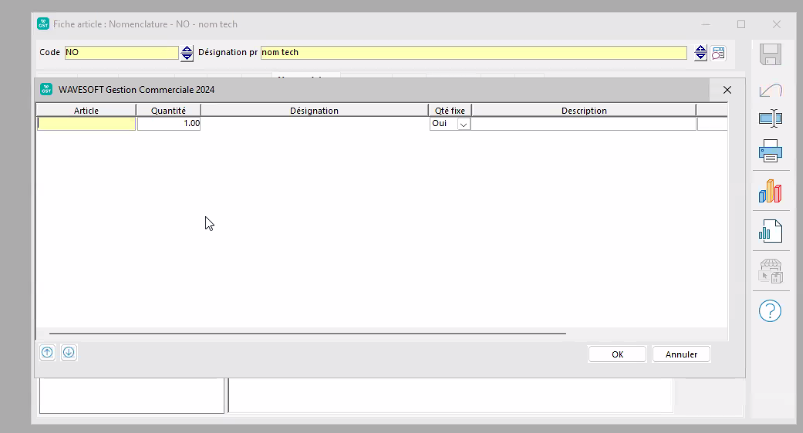 Fiche article : Nomenclature - NO - nom tech
Code NO Désignation pr nom tech
WAVESOFT Gestion Commerciale 2024
Article Quantité Désignation Qté fixe Description
1.00 Oui
OK Annuler